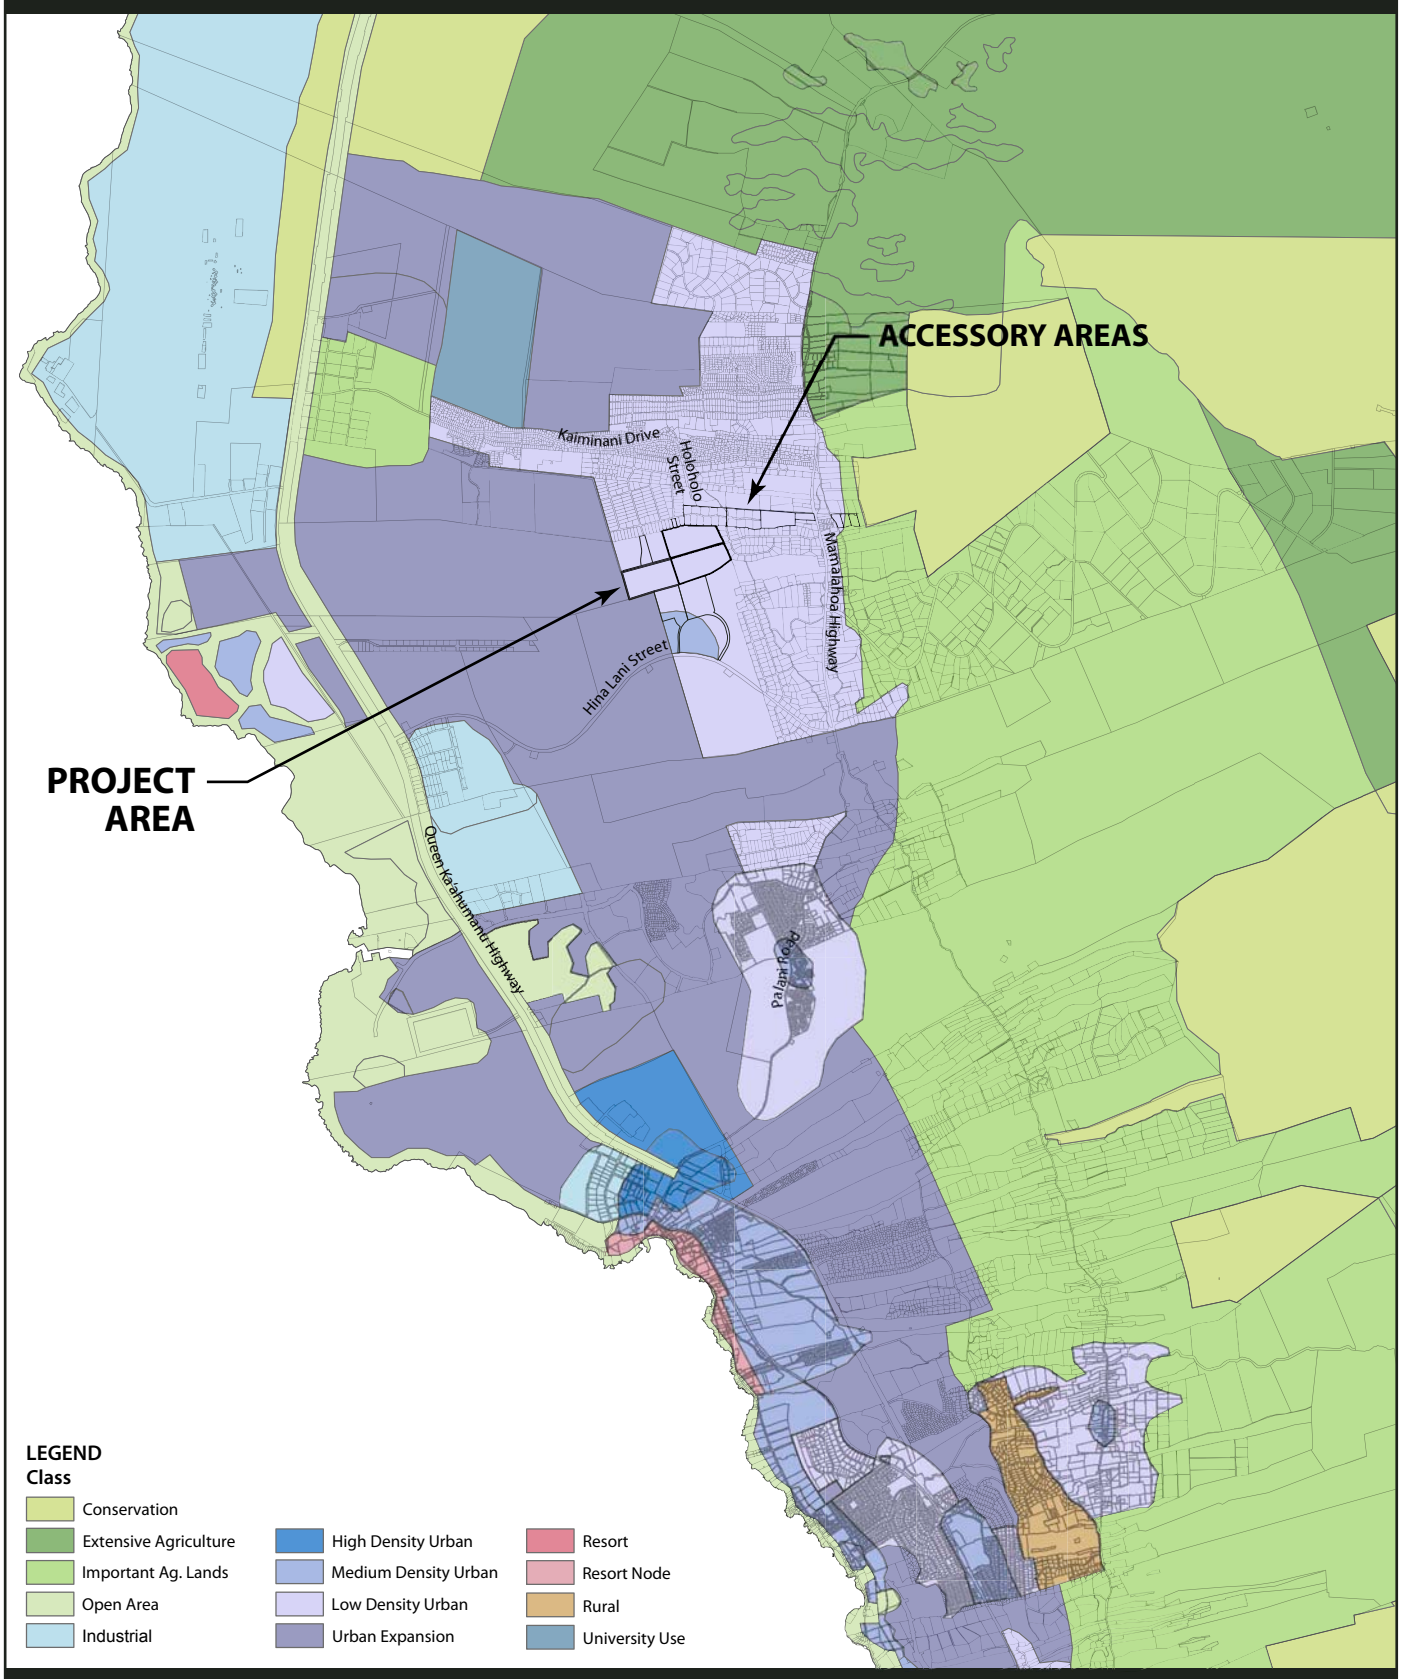 ACCESSORY AREAS
Kaiminani Drive
Holoholo
Street
Mamalahoa Highway
Hina Lani Street
PROJECT
AREA
Queen Ka'ahumanu Highway
Palani Road
LEGEND
Class
Conservation
Extensive Agriculture
Important Ag. Lands
Open Area
Industrial
High Density Urban
Medium Density Urban
Low Density Urban
Urban Expansion
Resort
Resort Node
Rural
University Use